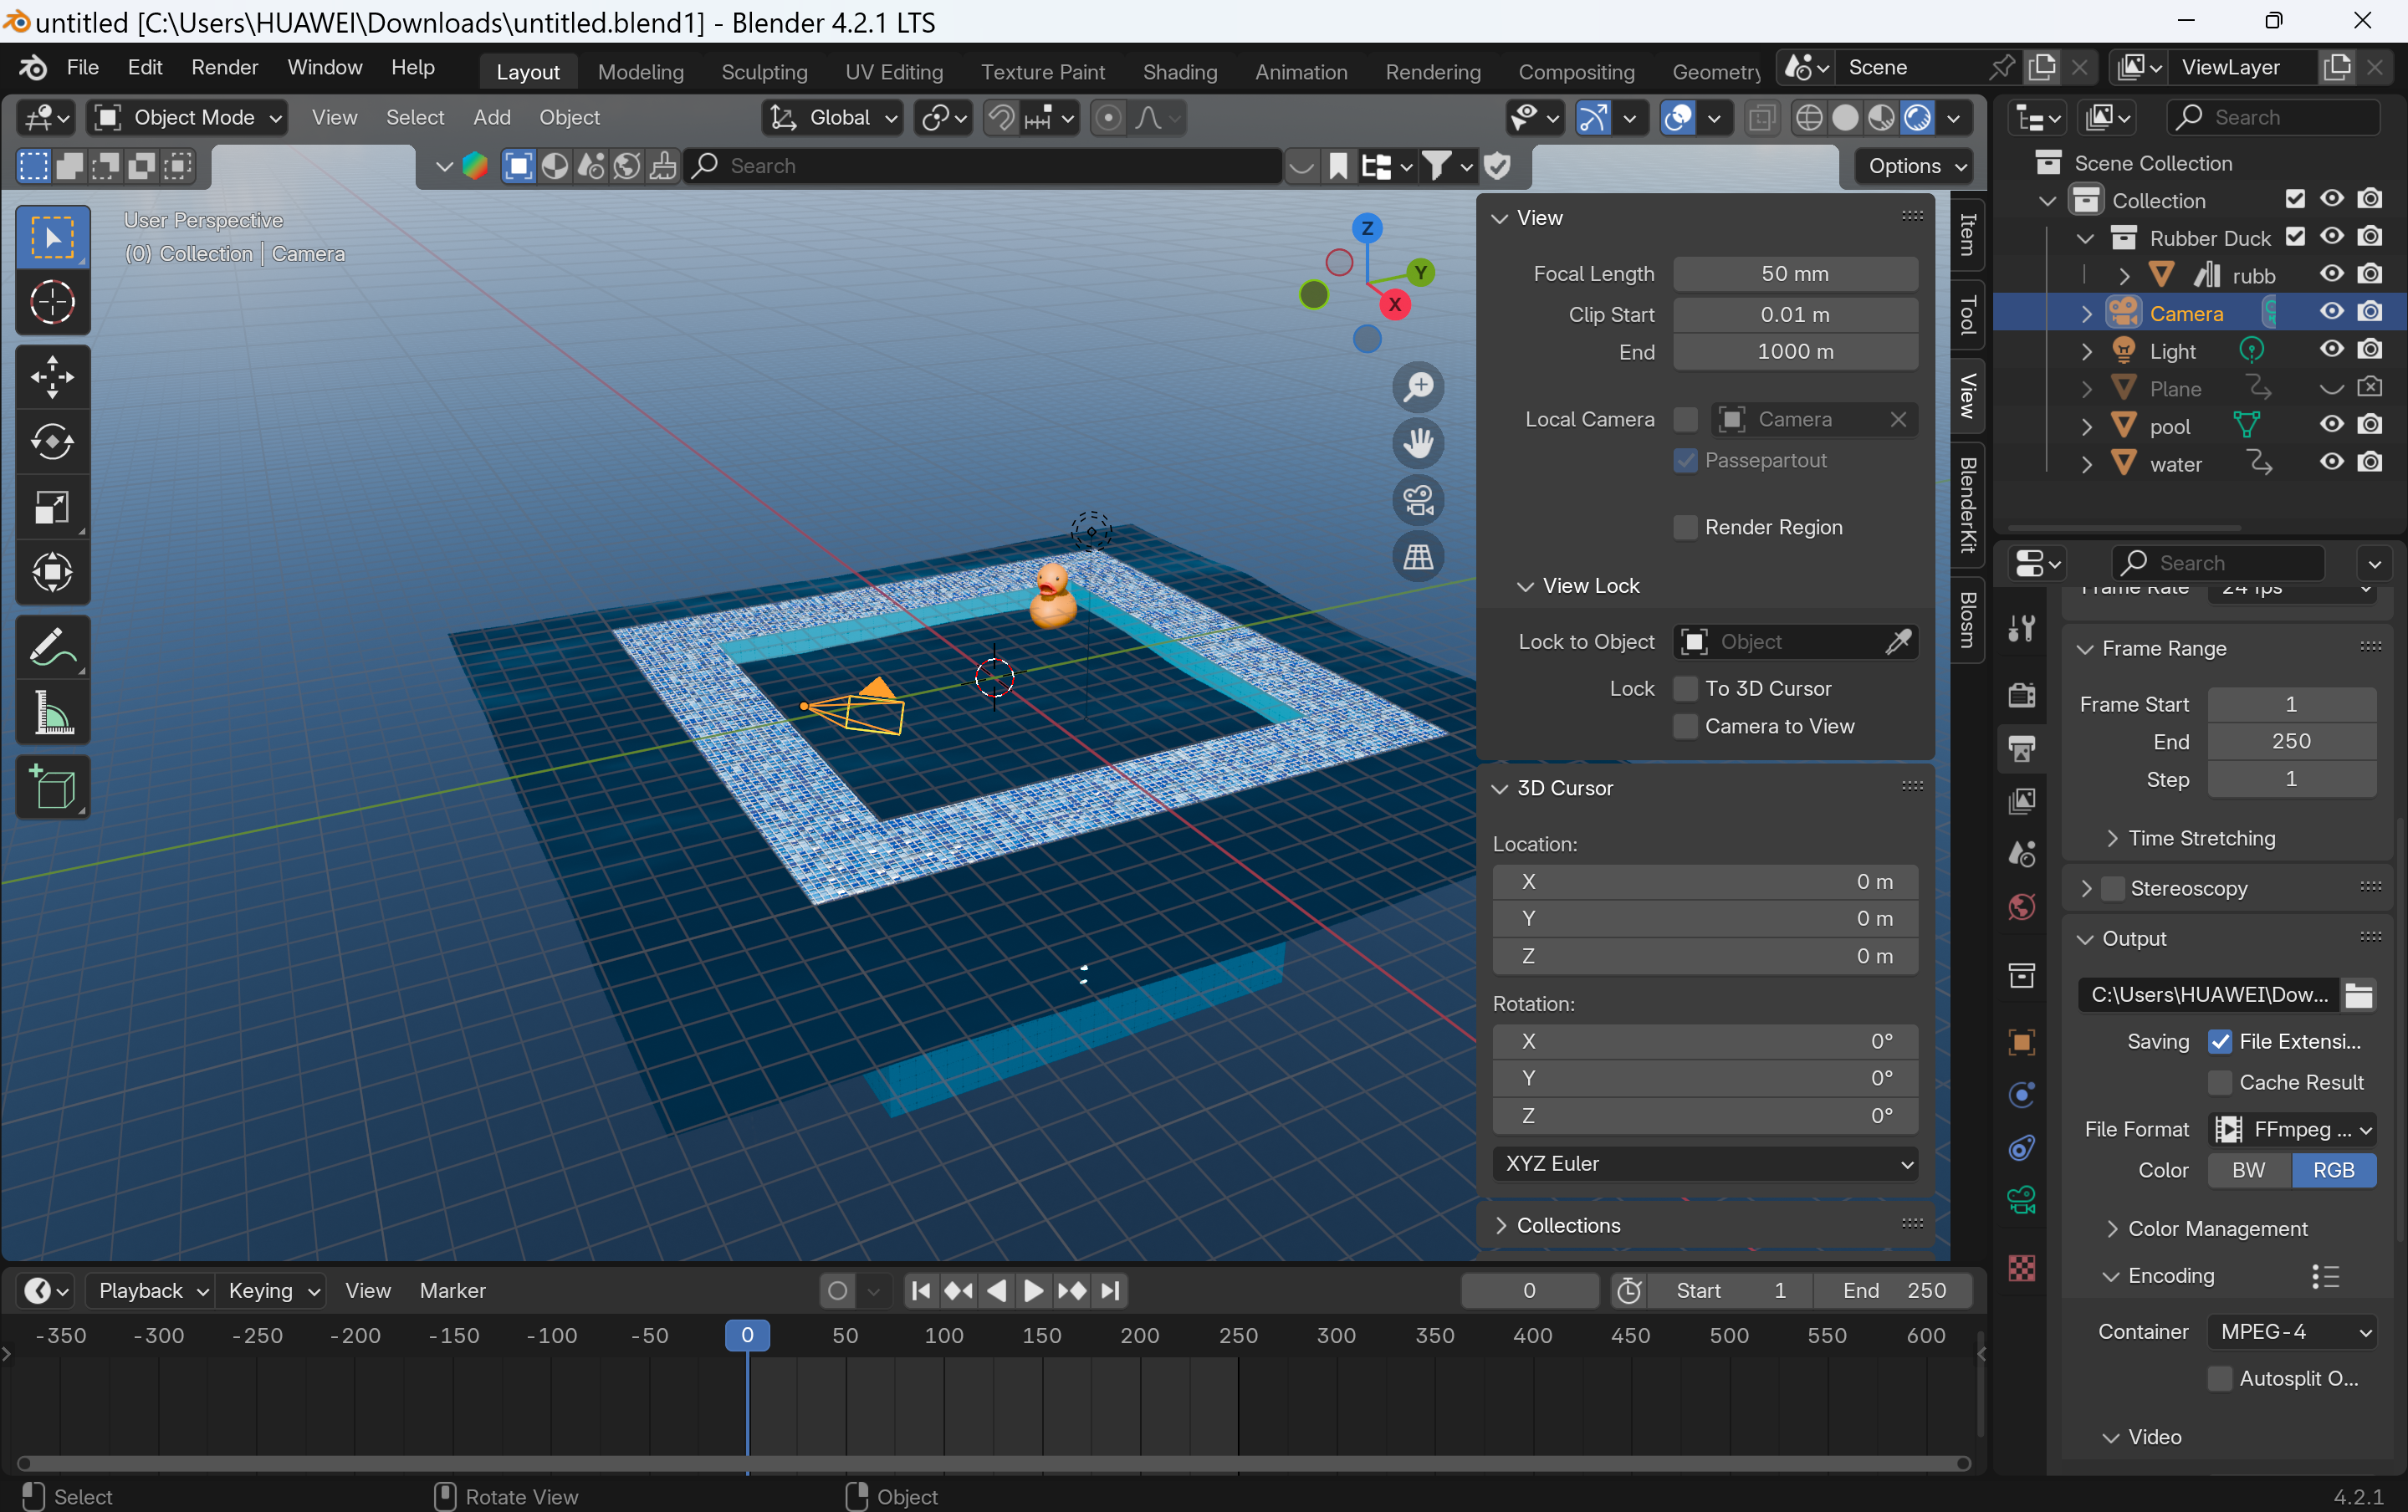 untitled [C:\Users\HUAWEI\Downloads\untitled.blend1] - Blender 4.2.1 LTS
File Edit Render Window Help Layout Modeling Sculpting UV Editing Texture Paint Shading Animation Rendering Compositing Geometry Scene ViewLayer
Object Mode View Select Add Object Global Search
Search Options
User Perspective
(0) Collection | Camera
Z
Y
X
View
Focal Length 50 mm
Clip Start 0.01 m
End 1000 m
Local Camera Camera
Passepartout
Render Region
View Lock
Lock to Object Object
Lock To 3D Cursor
Camera to View
3D Cursor
Location:
X 0 m
Y 0 m
Z 0 m
Rotation:
X 0°
Y 0°
Z 0°
XYZ Euler
Collections
Item
Tool
View
BlenderKit
Blosm
Scene Collection
Collection
Rubber Duck
rubb
Camera
Light
Plane
pool
water
Search
Frame Rate 24 fps
Frame Range
Frame Start 1
End 250
Step 1
Time Stretching
Stereoscopy
Output
C:\Users\HUAWEI\Dow...
Saving File Extensi...
Cache Result
File Format FFmpeg ...
Color BW RGB
Color Management
Encoding
Container MPEG-4
Autosplit O...
Video
Playback Keying View Marker 0 Start 1 End 250
-350 -300 -250 -200 -150 -100 -50 0 50 100 150 200 250 300 350 400 450 500 550 600
Select Rotate View Object 4.2.1